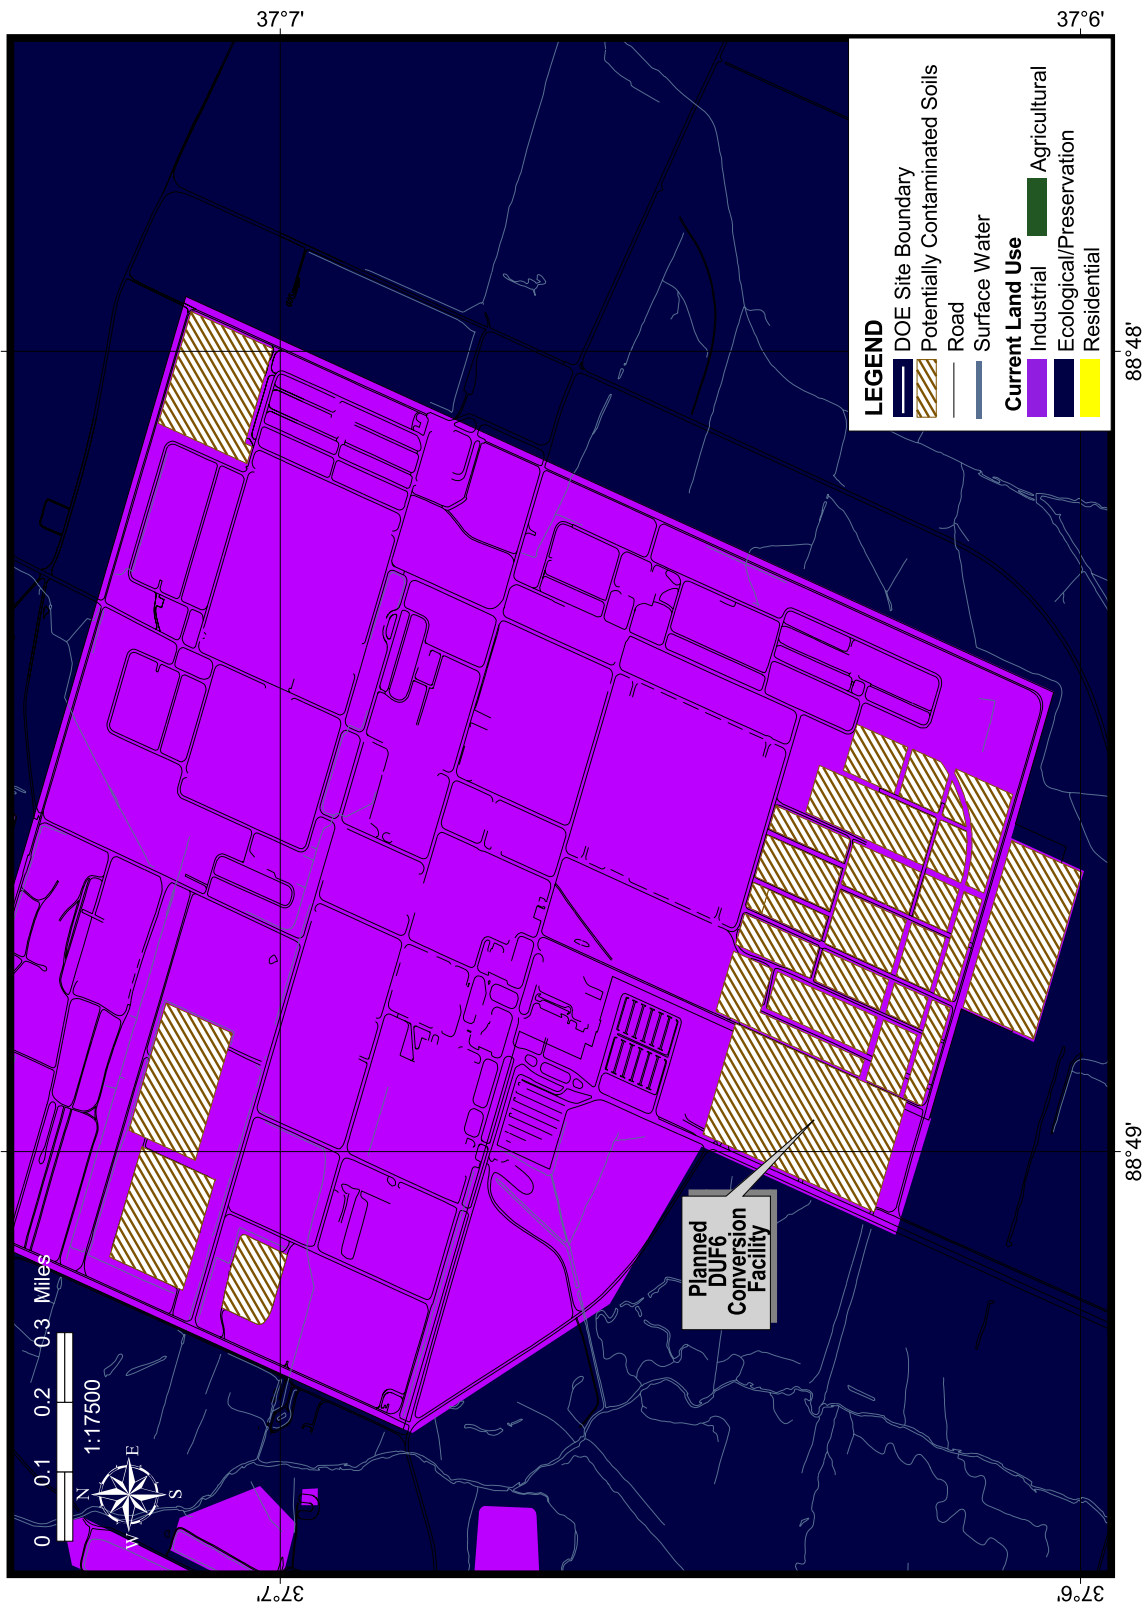 37°7'
37°6'
88°48'
88°49'
37°7'
37°6'
LEGEND
DOE Site Boundary
Potentially Contaminated Soils
Road
Surface Water
Current Land Use
Industrial
Agricultural
Ecological/Preservation
Residential
Planned
DUF6
Conversion
Facility
0 0.1 0.2 0.3 Miles
1:17500
N
E
S
W